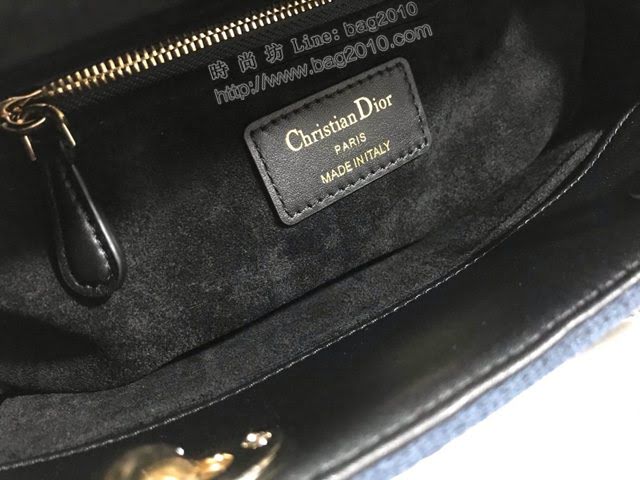 時尚坊 Line: bag2010
http://www.bag2010.com
Christian Dior
PARIS
MADE IN ITALY